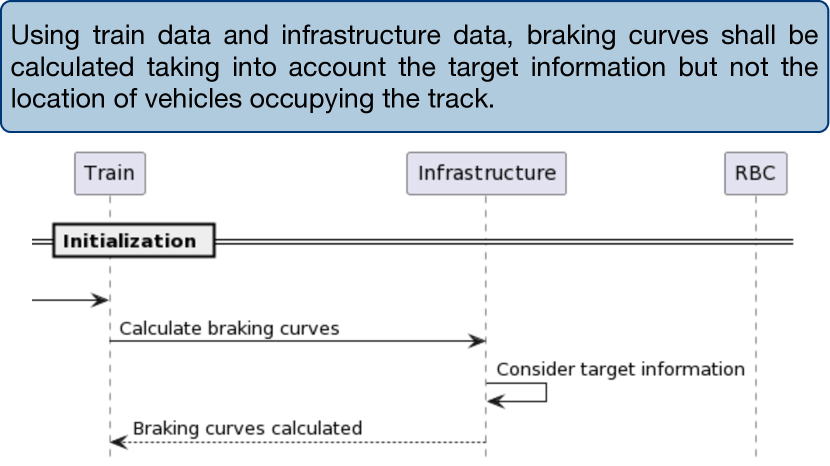 Using train data and infrastructure data, braking curves shall be
calculated taking into account the target information but not the
location of vehicles occupying the track.
Train
Infrastructure
RBC
Initialization
Calculate braking curves
Consider target information
Braking curves calculated